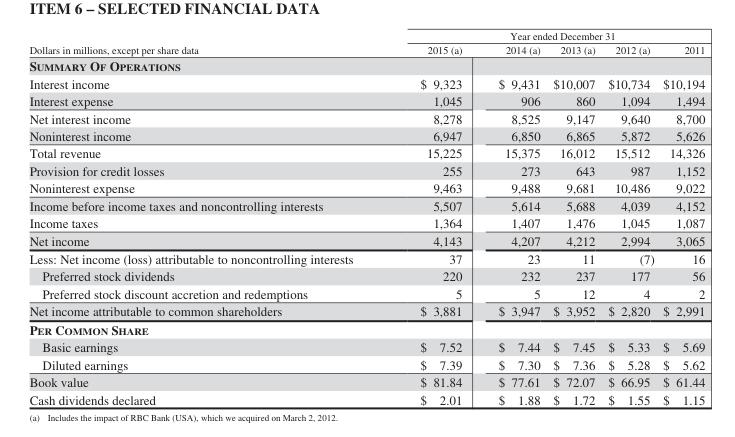 ITEM 6 – SELECTED FINANCIAL DATA
Year ended December 31
Dollars in millions, except per share data 2015 (a) 2014 (a) 2013 (a) 2012 (a) 2011
SUMMARY OF OPERATIONS
Interest income $ 9,323 $ 9,431 $10,007 $10,734 $10,194
Interest expense 1,045 906 860 1,094 1,494
Net interest income 8,278 8,525 9,147 9,640 8,700
Noninterest income 6,947 6,850 6,865 5,872 5,626
Total revenue 15,225 15,375 16,012 15,512 14,326
Provision for credit losses 255 273 643 987 1,152
Noninterest expense 9,463 9,488 9,681 10,486 9,022
Income before income taxes and noncontrolling interests 5,507 5,614 5,688 4,039 4,152
Income taxes 1,364 1,407 1,476 1,045 1,087
Net income 4,143 4,207 4,212 2,994 3,065
Less: Net income (loss) attributable to noncontrolling interests 37 23 11 (7) 16
Preferred stock dividends 220 232 237 177 56
Preferred stock discount accretion and redemptions 5 5 12 4 2
Net income attributable to common shareholders $ 3,881 $ 3,947 $ 3,952 $ 2,820 $ 2,991
PER COMMON SHARE
Basic earnings $ 7.52 $ 7.44 $ 7.45 $ 5.33 $ 5.69
Diluted earnings $ 7.39 $ 7.30 $ 7.36 $ 5.28 $ 5.62
Book value $ 81.84 $ 77.61 $ 72.07 $ 66.95 $ 61.44
Cash dividends declared $ 2.01 $ 1.88 $ 1.72 $ 1.55 $ 1.15
(a) Includes the impact of RBC Bank (USA), which we acquired on March 2, 2012.